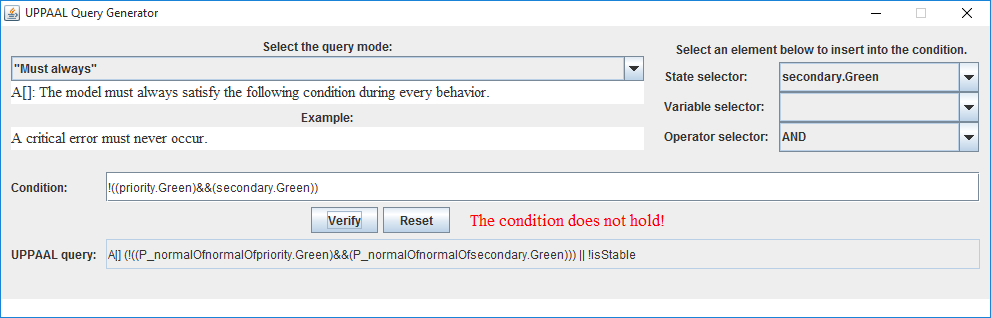 UPPAAL Query Generator
Select the query mode:
"Must always"
A[]: The model must always satisfy the following condition during every behavior.
Example:
A critical error must never occur.
Select an element below to insert into the condition.
State selector: secondary.Green
Variable selector:
Operator selector: AND
Condition: !((priority.Green)&&(secondary.Green))
Verify Reset The condition does not hold!
UPPAAL query: A[] (!((P_normalOfnormalOfpriority.Green)&&(P_normalOfnormalOfsecondary.Green))) || !isStable